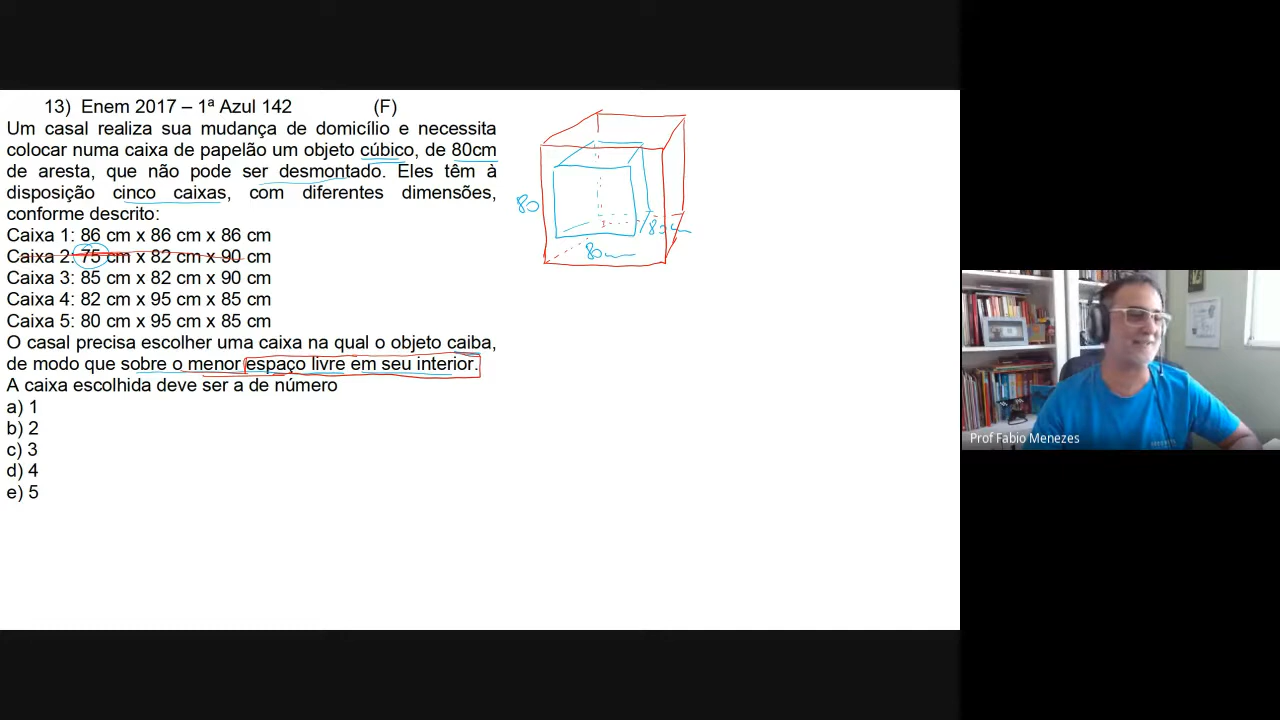 13) Enem 2017 – 1ª Azul 142 (F)
Um casal realiza sua mudança de domicílio e necessita
colocar numa caixa de papelão um objeto cúbico, de 80cm
de aresta, que não pode ser desmontado. Eles têm à
disposição cinco caixas, com diferentes dimensões,
conforme descrito:
Caixa 1: 86 cm x 86 cm x 86 cm
Caixa 2: 75 cm x 82 cm x 90 cm
Caixa 3: 85 cm x 82 cm x 90 cm
Caixa 4: 82 cm x 95 cm x 85 cm
Caixa 5: 80 cm x 95 cm x 85 cm
O casal precisa escolher uma caixa na qual o objeto caiba,
de modo que sobre o menor espaço livre em seu interior.
A caixa escolhida deve ser a de número
a) 1
b) 2
c) 3
d) 4
e) 5
80
80cm
80cm
Prof Fabio Menezes